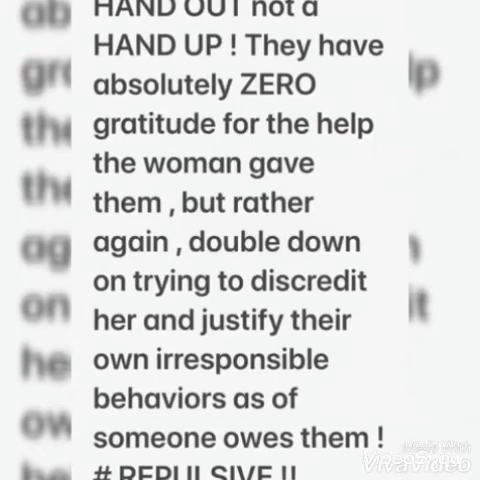 HAND OUT not a
HAND UP ! They have
absolutely ZERO
gratitude for the help
the woman gave
them , but rather
again , double down
on trying to discredit
her and justify their
own irresponsible
behaviors as of
someone owes them !
# REPULSIVE !!
VivaVideo